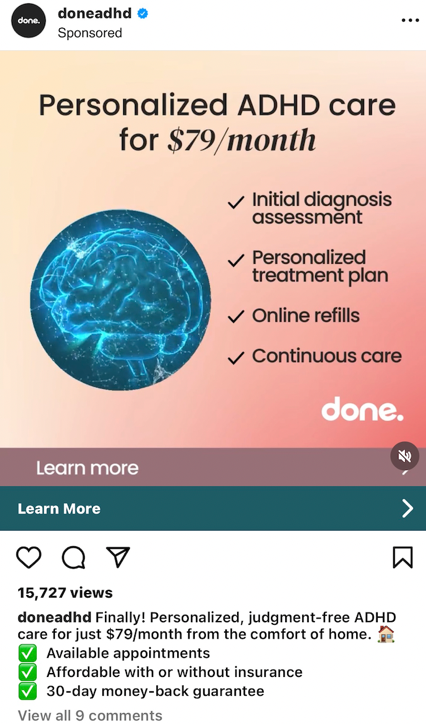 done.
doneadhd
Sponsored
Personalized ADHD care
for $79/month
Initial diagnosis
assessment
Personalized
treatment plan
Online refills
Continuous care
done.
Learn more
Learn More
15,727 views
doneadhd Finally! Personalized, judgment-free ADHD
care for just $79/month from the comfort of home. 🏠
✅ Available appointments
✅ Affordable with or without insurance
✅ 30-day money-back guarantee
View all 9 comments